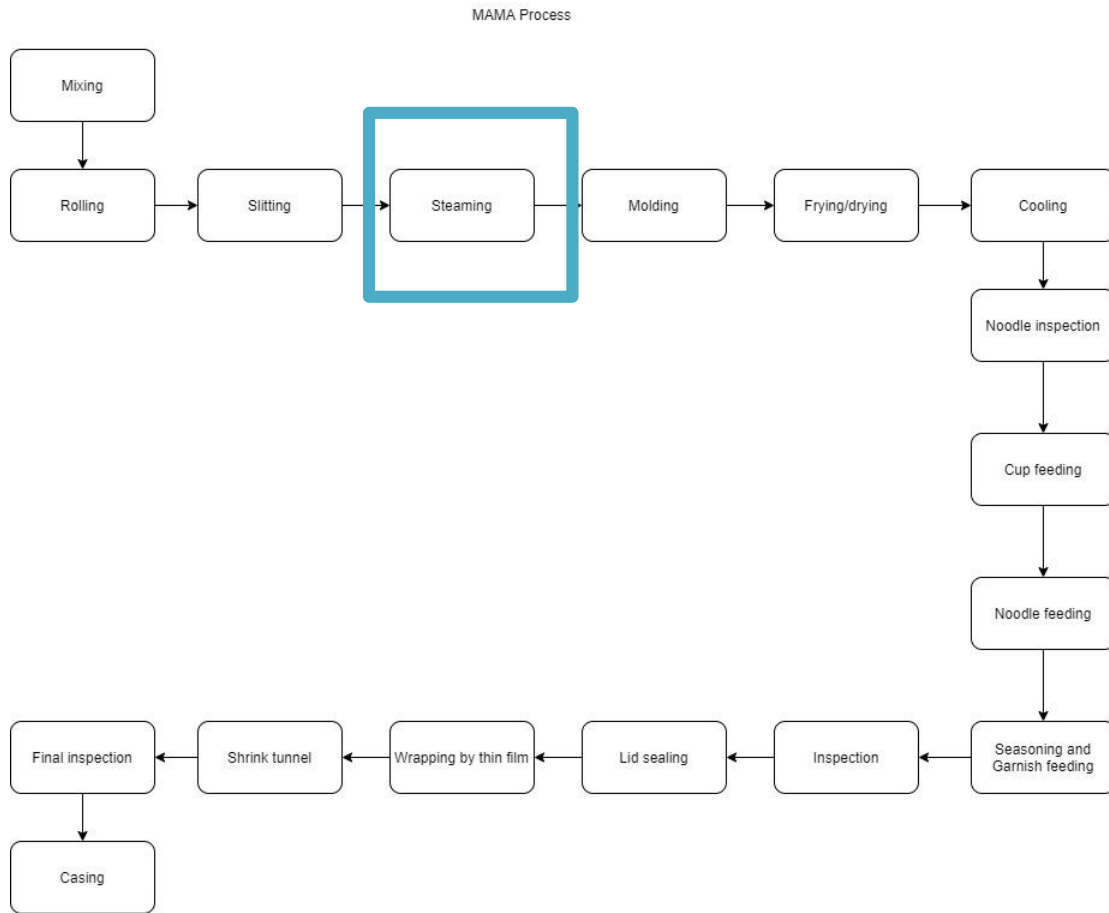 MAMA Process
Mixing
Rolling
Slitting
Steaming
Molding
Frying/drying
Cooling
Noodle inspection
Cup feeding
Noodle feeding
Seasoning and
Garnish feeding
Inspection
Lid sealing
Wrapping by thin film
Shrink tunnel
Final inspection
Casing